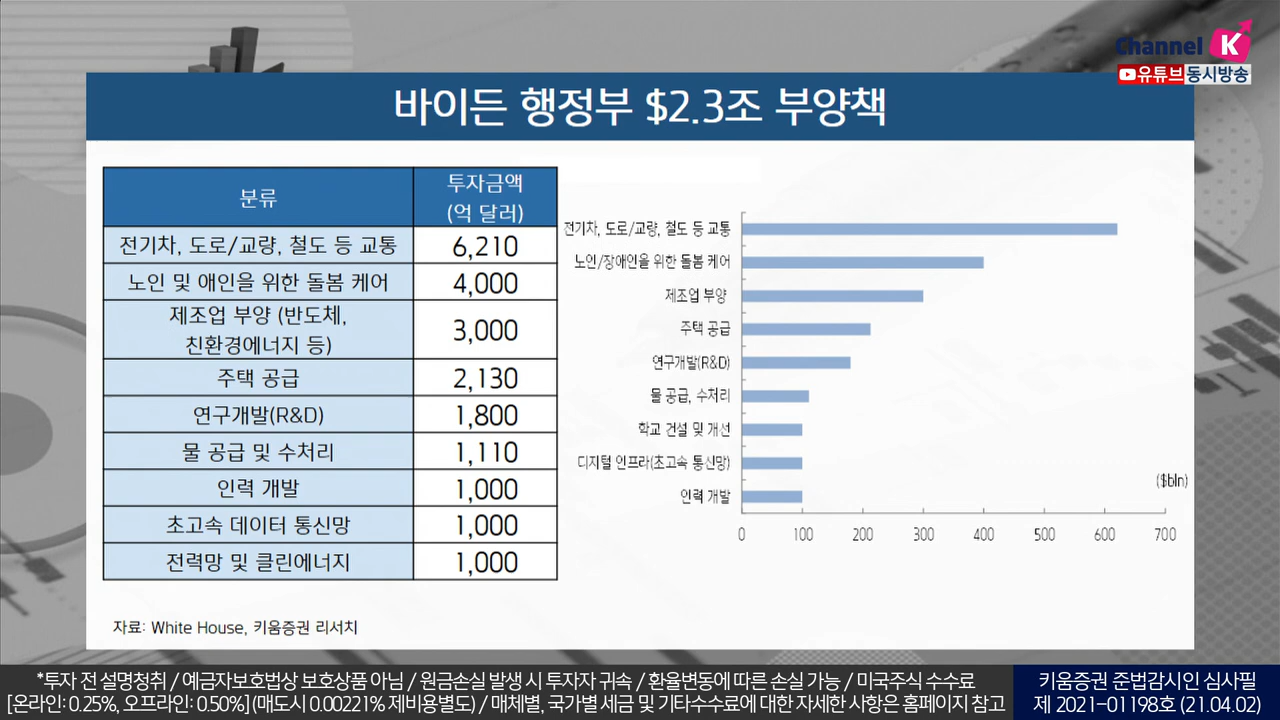 Channel K
유튜브 동시방송
바이든 행정부 $2.3조 부양책
분류
투자금액
(억 달러)
전기차, 도로/교량, 철도 등 교통
6,210
노인 및 애인을 위한 돌봄 케어
4,000
제조업 부양 (반도체,
친환경에너지 등)
3,000
주택 공급
2,130
연구개발(R&D)
1,800
물 공급 및 수처리
1,110
인력 개발
1,000
초고속 데이터 통신망
1,000
전력망 및 클린에너지
1,000
전기차, 도로/교량, 철도 등 교통
노인/장애인을 위한 돌봄 케어
제조업 부양
주택 공급
연구개발(R&D)
물 공급, 수처리
학교 건설 및 개선
디지털 인프라(초고속 통신망)
인력 개발
($bln)
0 100 200 300 400 500 600 700
자료: White House, 키움증권 리서치
*투자 전 설명청취 / 예금자보호법상 보호상품 아님 / 원금손실 발생 시 투자자 귀속 / 환율변동에 따른 손실 가능 / 미국주식 수수료
[온라인: 0.25%, 오프라인: 0.50%] (매도시 0.00221% 제비용별도) / 매체별, 국가별 세금 및 기타수수료에 대한 자세한 사항은 홈페이지 참고
키움증권 준법감시인 심사필
제 2021-01198호 (21.04.02)